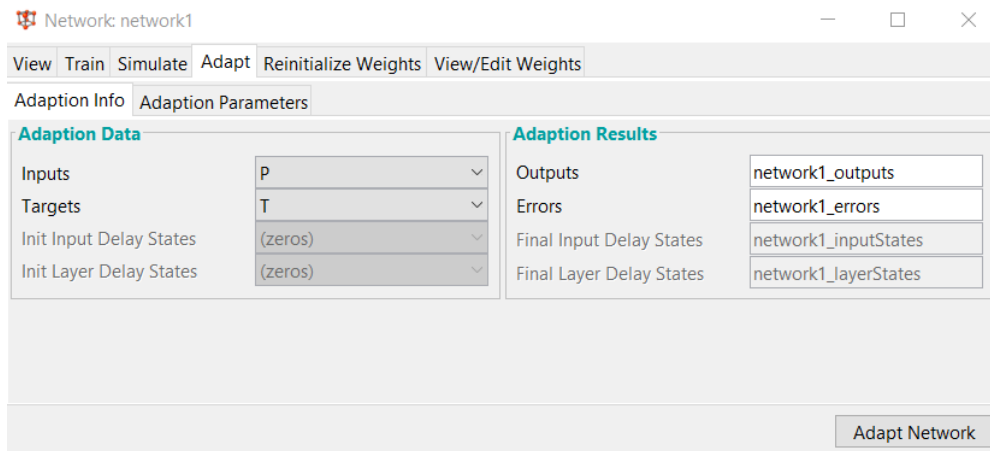 Network: network1
View Train Simulate Adapt Reinitialize Weights View/Edit Weights
Adaption Info Adaption Parameters
Adaption Data
Inputs P
Targets T
Init Input Delay States (zeros)
Init Layer Delay States (zeros)
Adaption Results
Outputs network1_outputs
Errors network1_errors
Final Input Delay States network1_inputStates
Final Layer Delay States network1_layerStates
Adapt Network